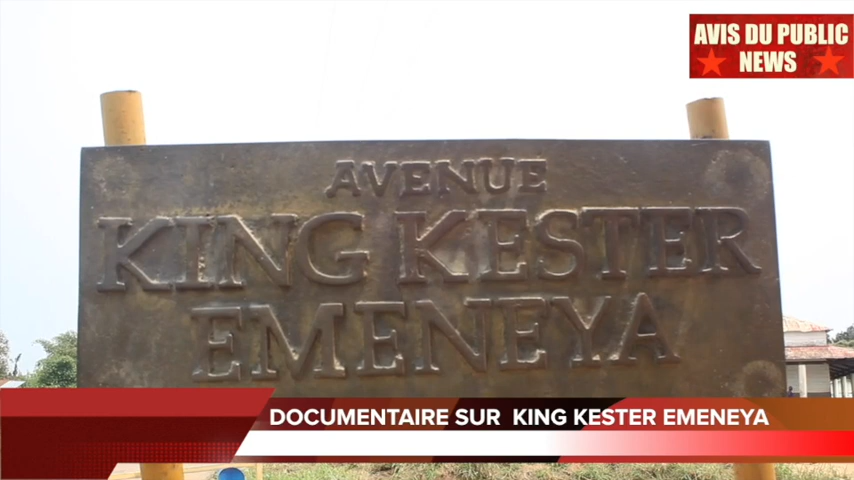 AVIS DU PUBLIC
NEWS
AVENUE
KING KESTER
EMENEYA
DOCUMENTAIRE SUR KING KESTER EMENEYA